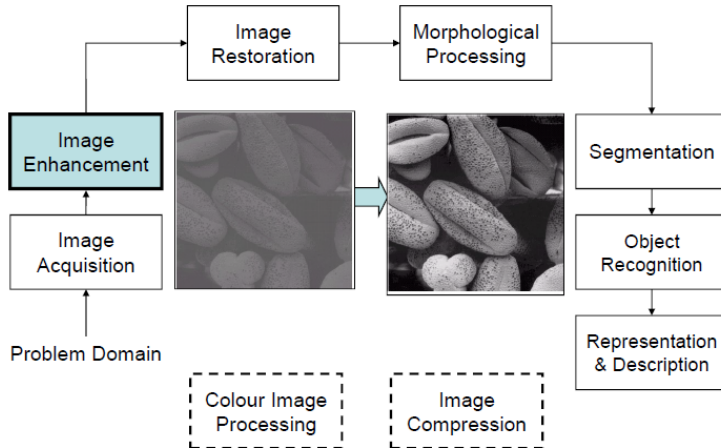 Image
Restoration
Morphological
Processing
Image
Enhancement
Segmentation
Image
Acquisition
Object
Recognition
Problem Domain
Representation
& Description
Colour Image
Processing
Image
Compression